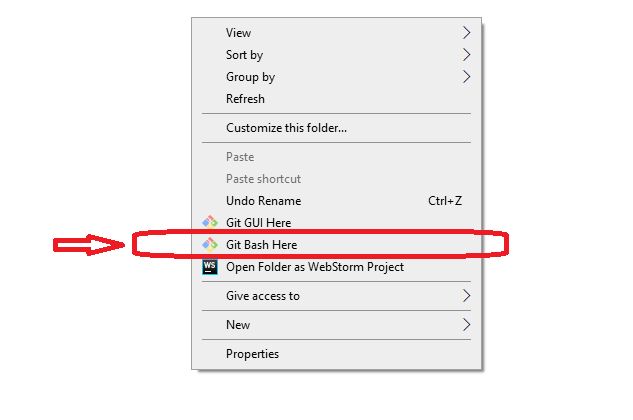 View
Sort by
Group by
Refresh
Customize this folder...
Paste
Paste shortcut
Undo Rename Ctrl+Z
Git GUI Here
Git Bash Here
WS Open Folder as WebStorm Project
Give access to
New
Properties